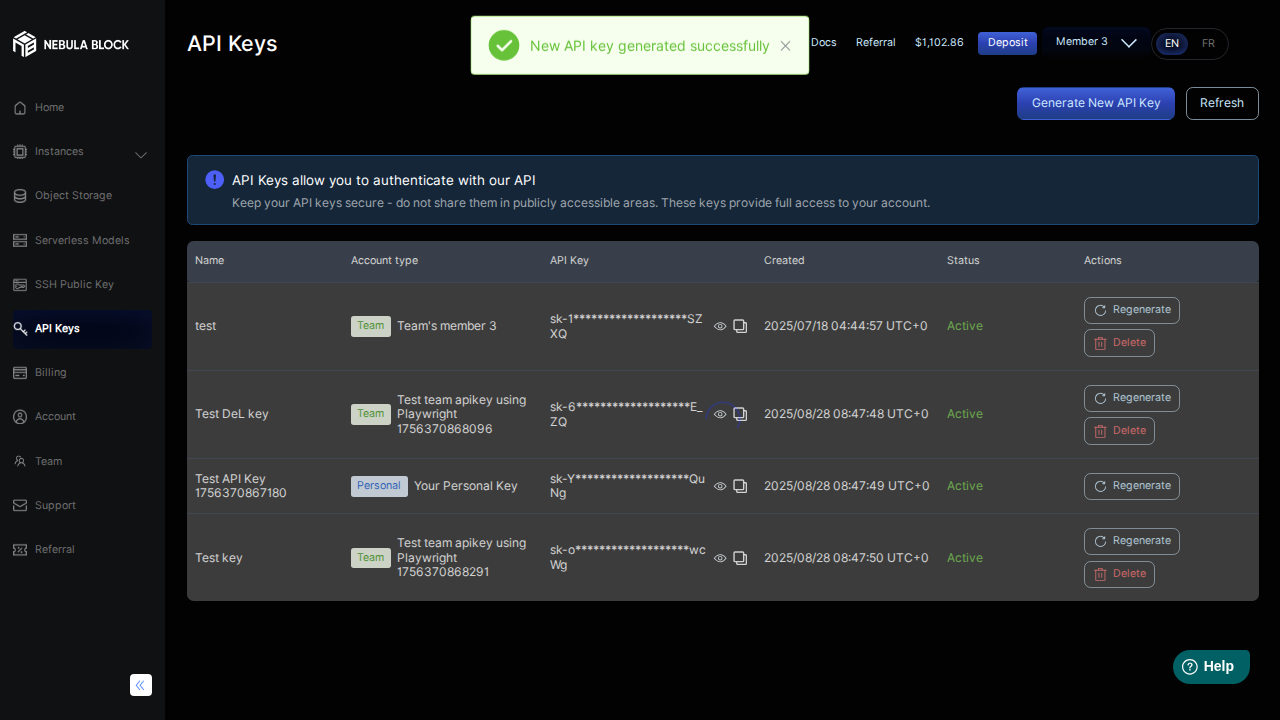 NEBULA BLOCK
Home
Instances
Object Storage
Serverless Models
SSH Public Key
API Keys
Billing
Account
Team
Support
Referral
API Keys
New API key generated successfully
Docs
Referral
$1,102.86
Deposit
Member 3
EN
FR
Generate New API Key
Refresh
API Keys allow you to authenticate with our API
Keep your API keys secure - do not share them in publicly accessible areas. These keys provide full access to your account.
Name Account type API Key Created Status Actions
test
Team
Team's member 3
sk-1*******************SZ
XQ
2025/07/18 04:44:57 UTC+0
Active
Regenerate
Delete
Test DeL key
Team
Test team apikey using
Playwright
1756370868096
sk-6*******************E_
ZQ
2025/08/28 08:47:48 UTC+0
Active
Regenerate
Delete
Test API Key
1756370867180
Personal
Your Personal Key
sk-Y*******************Qu
Ng
2025/08/28 08:47:49 UTC+0
Active
Regenerate
Test key
Team
Test team apikey using
Playwright
1756370868291
sk-o*******************wc
Wg
2025/08/28 08:47:50 UTC+0
Active
Regenerate
Delete
Help